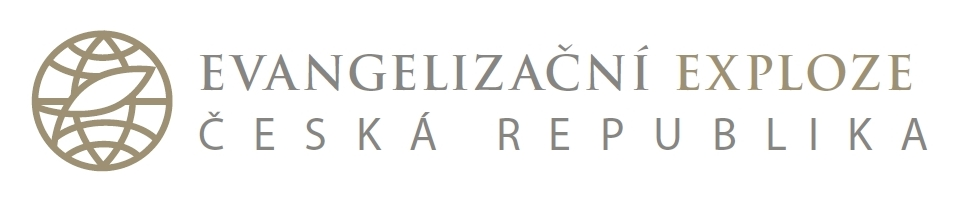 EVANGELIZAČNÍ EXPLOZE
ČESKÁ REPUBLIKA